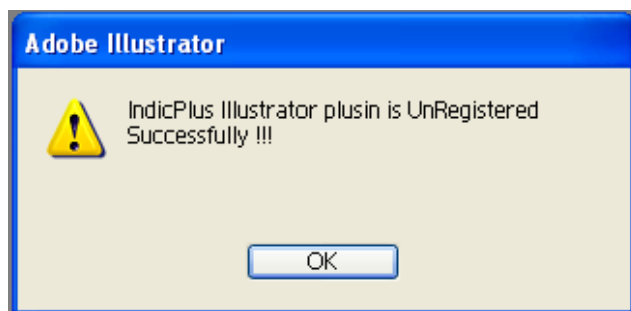 Adobe Illustrator
IndicPlus Illustrator plusin is UnRegistered
Successfully !!!
OK